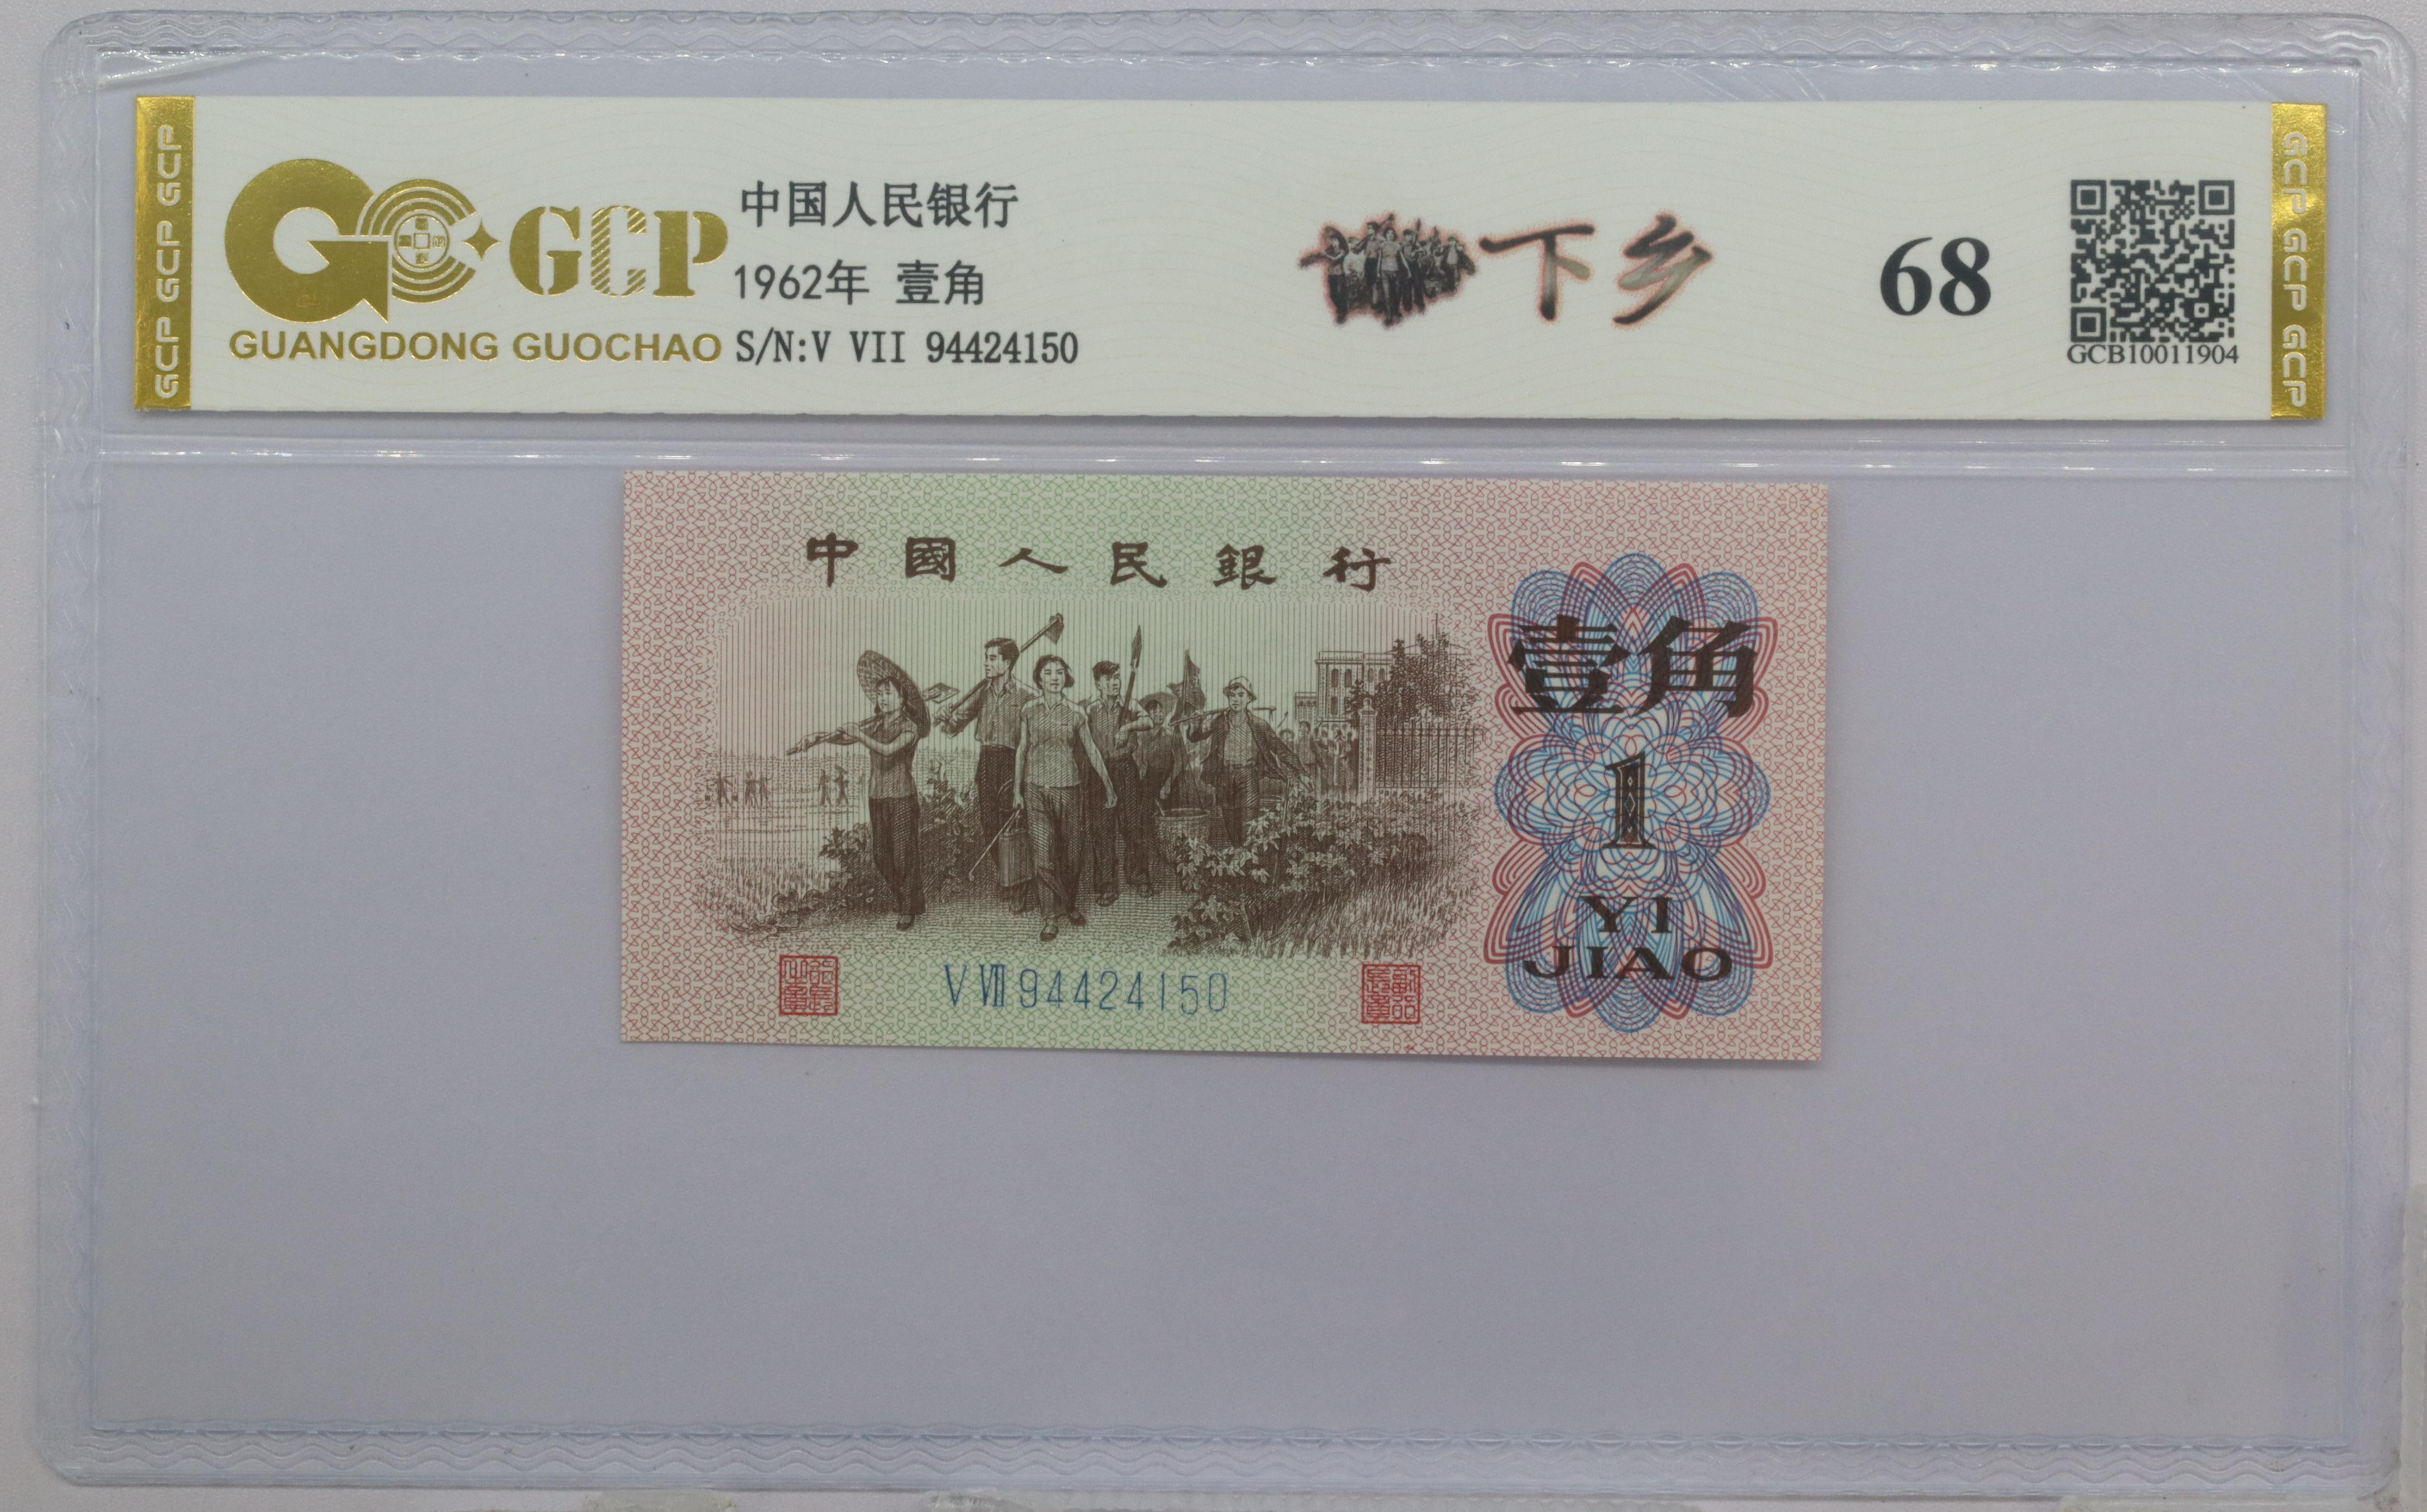 GCP GCP GCP
GCP
GUANGDONG GUOCHAO
中国人民银行
1962年 壹角
S/N:V VII 94424150
下乡
68
GCB10011904
GCP GCP GCP
中國人民銀行
壹角
1
YI
JIAO
V VII 94424150